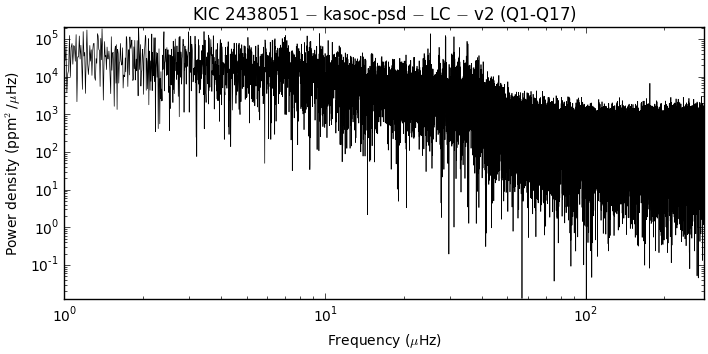 KIC 2438051 − kasoc-psd − LC − v2 (Q1-Q17)
Power density (ppm²/μHz)
10⁵
10⁴
10³
10²
10¹
10⁰
10⁻¹
10⁰ 10¹ 10²
Frequency (μHz)